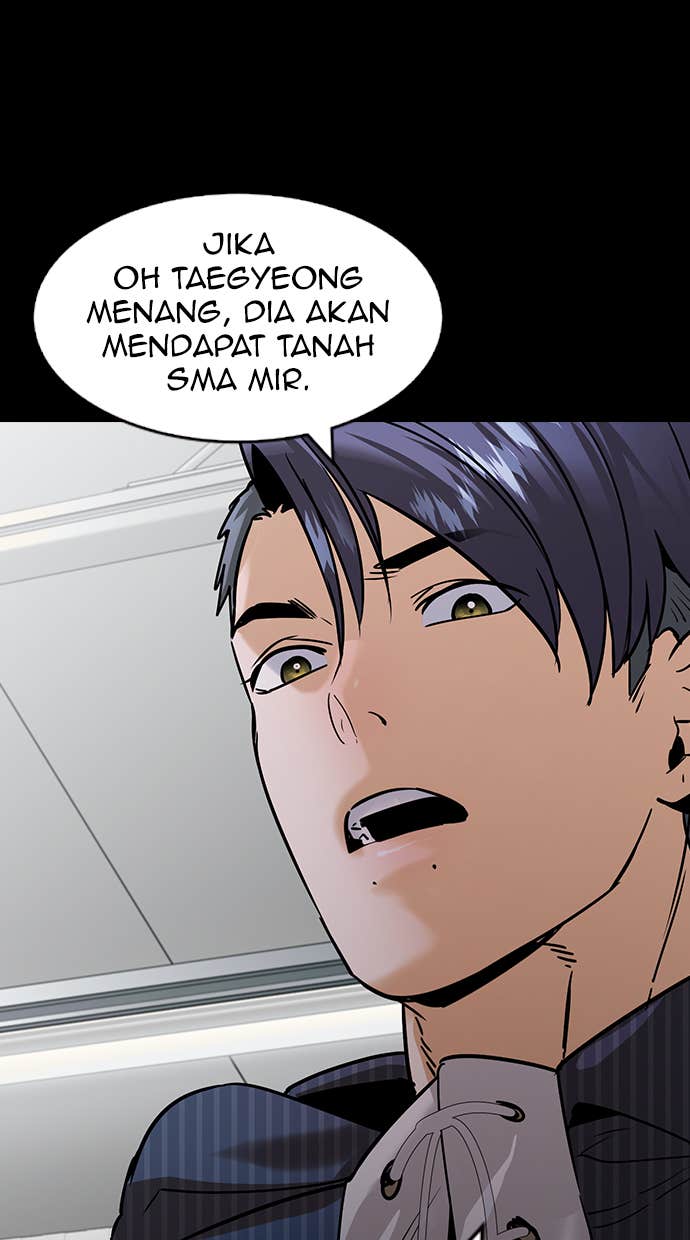 JIKA
OH TAEGYEONG
MENANG, DIA AKAN
MENDAPAT TANAH
SMA MIR.